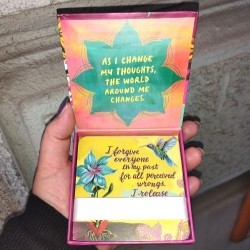 AS I CHANGE
MY THOUGHTS,
THE WORLD
AROUND ME
CHANGES.
I forgive
everyone
in my past
for all perceived
wrongs.
I release